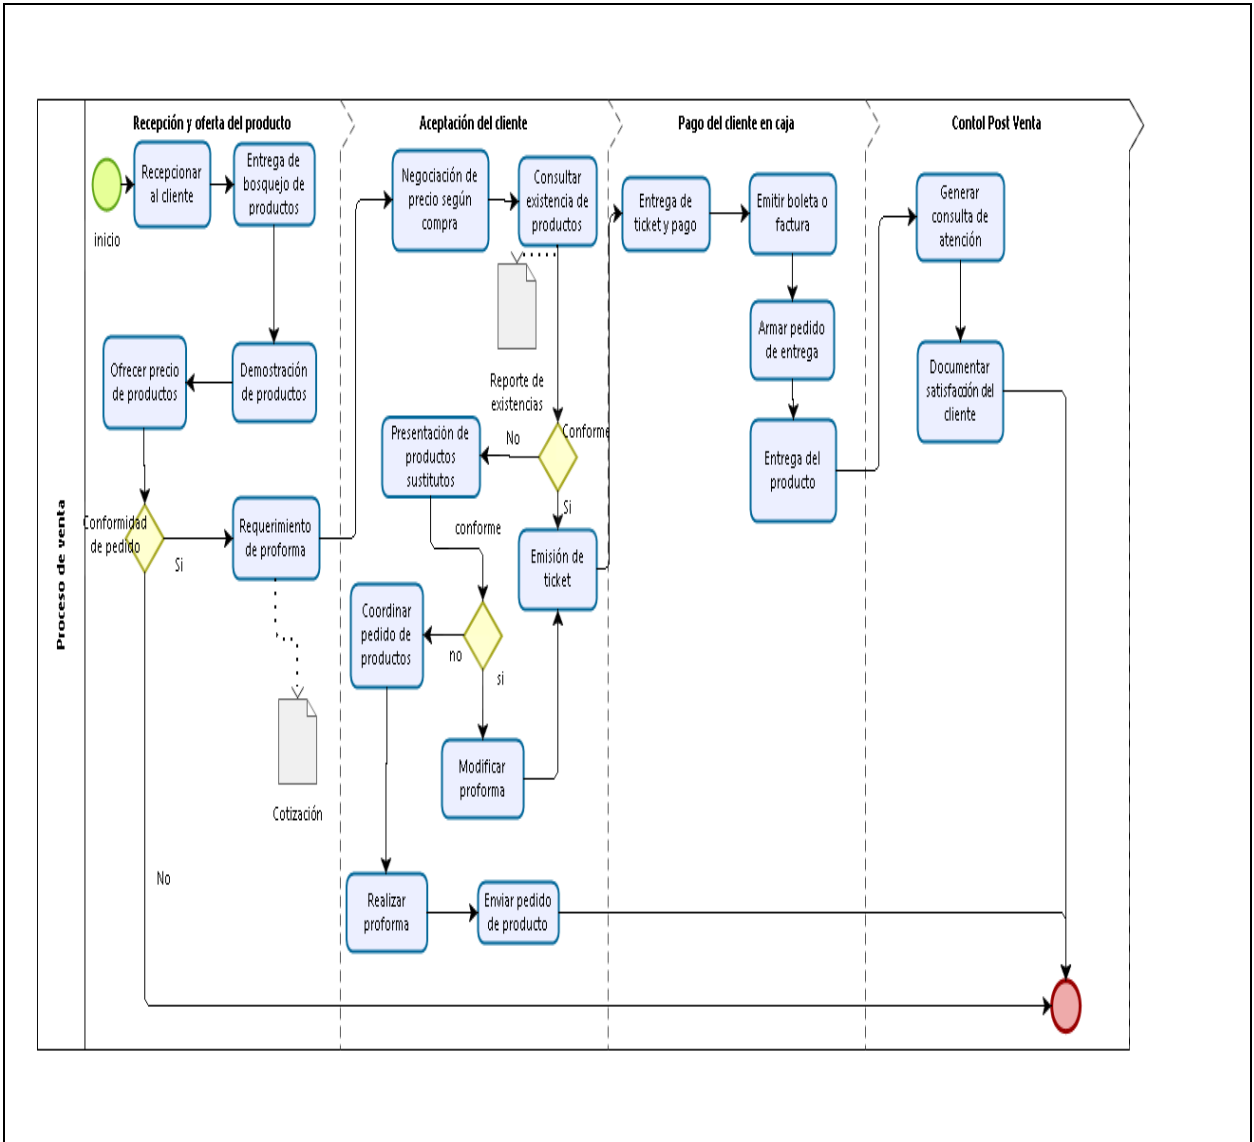 Proceso de venta
Recepción y oferta del producto
Recepcionar
al cliente
Entrega de
bosquejo de
productos
inicio
Ofrecer precio
de productos
Demostración
de productos
Conformidad
de pedido
Si
Requerimiento
de proforma
Cotización
No
Aceptación del cliente
Negociación de
precio según
compra
Consultar
existencia de
productos
Reporte de
existencias
Presentación de
productos
sustitutos
No
Conforme
Si
conforme
Emisión de
ticket
Coordinar
pedido de
productos
no
si
Modificar
proforma
Realizar
proforma
Enviar pedido
de producto
Pago del cliente en caja
Entrega de
ticket y pago
Emitir boleta o
factura
Armar pedido
de entrega
Entrega del
producto
Contol Post Venta
Generar
consulta de
atención
Documentar
satisfacción del
cliente